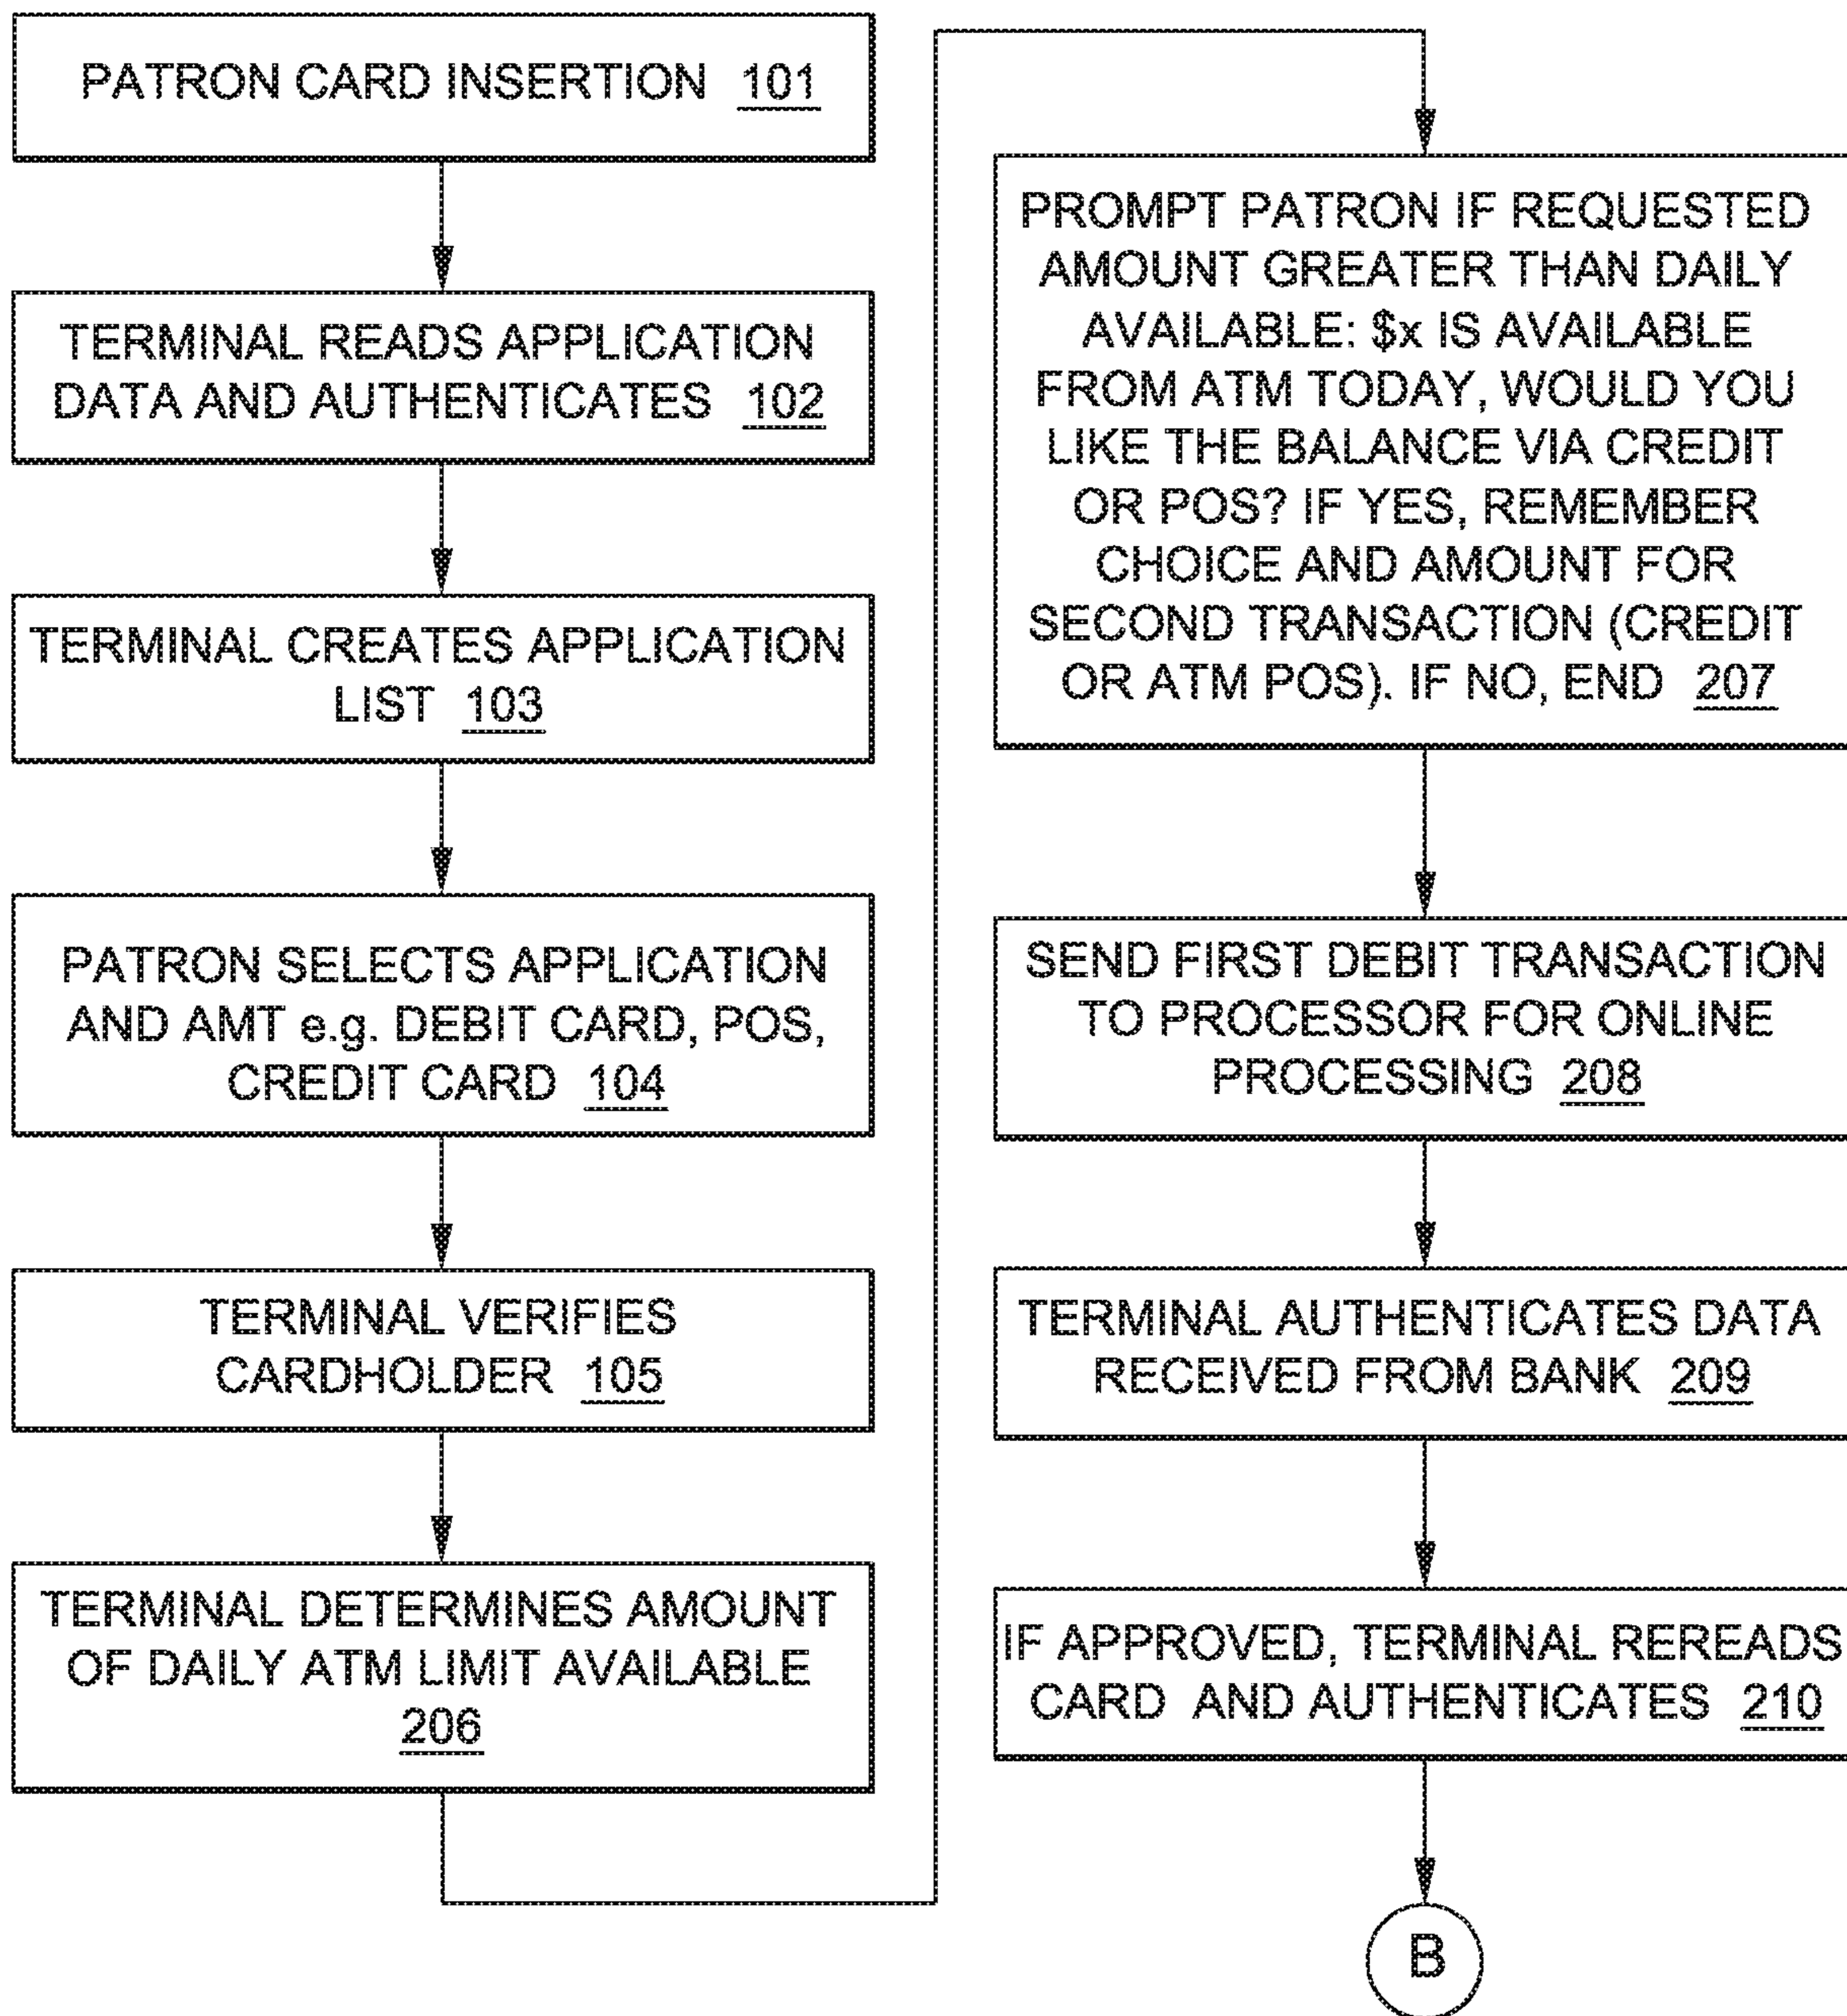 PATRON CARD INSERTION 101
TERMINAL READS APPLICATION
DATA AND AUTHENTICATES 102
TERMINAL CREATES APPLICATION
LIST 103
PATRON SELECTS APPLICATION
AND AMT e.g. DEBIT CARD, POS,
CREDIT CARD 104
TERMINAL VERIFIES
CARDHOLDER 105
TERMINAL DETERMINES AMOUNT
OF DAILY ATM LIMIT AVAILABLE
206
PROMPT PATRON IF REQUESTED
AMOUNT GREATER THAN DAILY
AVAILABLE: $x IS AVAILABLE
FROM ATM TODAY, WOULD YOU
LIKE THE BALANCE VIA CREDIT
OR POS? IF YES, REMEMBER
CHOICE AND AMOUNT FOR
SECOND TRANSACTION (CREDIT
OR ATM POS). IF NO, END 207
SEND FIRST DEBIT TRANSACTION
TO PROCESSOR FOR ONLINE
PROCESSING 208
TERMINAL AUTHENTICATES DATA
RECEIVED FROM BANK 209
IF APPROVED, TERMINAL REREADS
CARD AND AUTHENTICATES 210
B